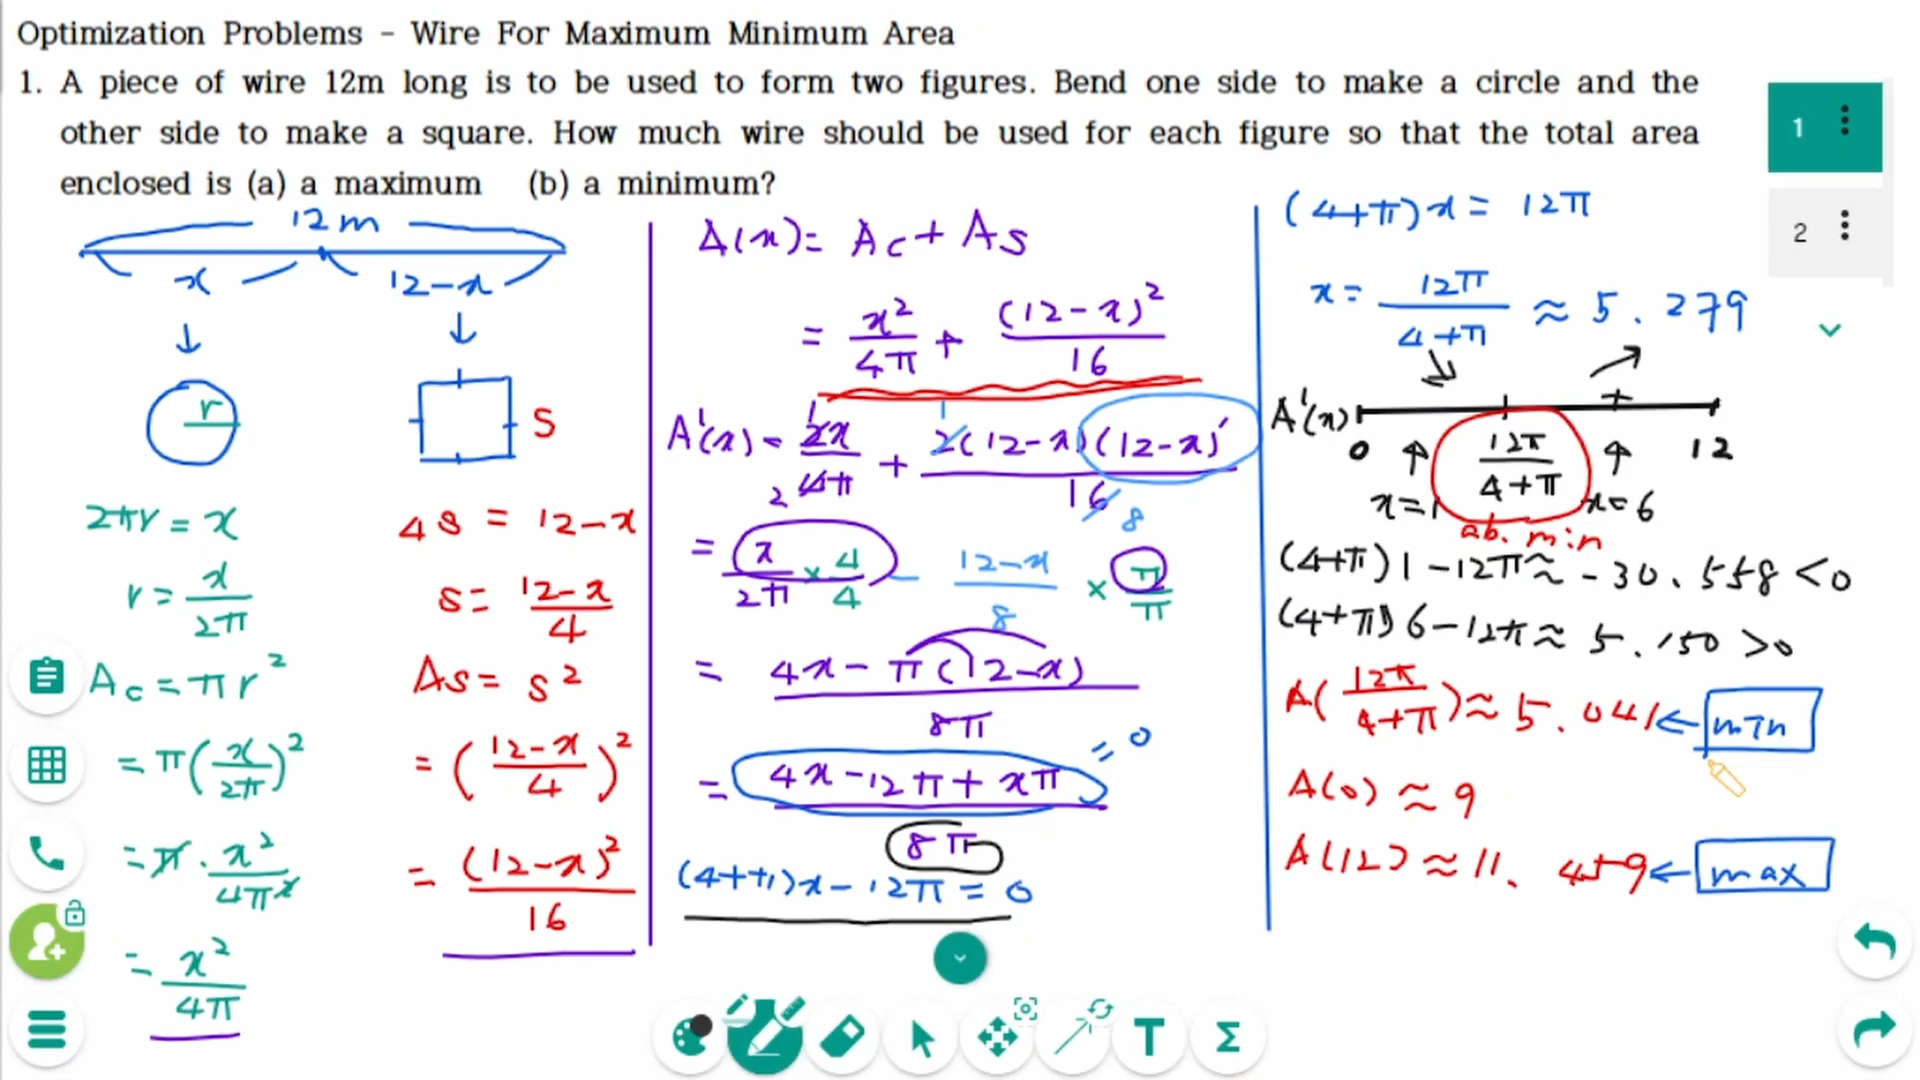 Optimization Problems - Wire For Maximum Minimum Area
1. A piece of wire 12m long is to be used to form two figures. Bend one side to make a circle and the
other side to make a square. How much wire should be used for each figure so that the total area
enclosed is (a) a maximum (b) a minimum?
12m
x 12-x
r
S
2πr = x
r = x/2π
Ac = πr²
= π(x/2π)²
= π · x²/4π²
= x²/4π
4s = 12-x
s = (12-x)/4
As = s²
= ((12-x)/4)²
= (12-x)²/16
A(x) = Ac + As
= x²/4π + (12-x)²/16
A'(x) = 2x/4π + 2(12-x)(12-x)'/16
1 2 1 8
= x/2π × 4/4 - (12-x)/8 × π/π
= (4x - π(12-x))/8π
= (4x - 12π + xπ)/8π = 0
(4+π)x - 12π = 0
(4+π)x = 12π
x = 12π/(4+π) ≈ 5.279
A'(x) - +
0 12π/(4+π) 12
x=1 x=6
ab. min
(4+π)1 - 12π ≈ -30.558 < 0
(4+π)6 - 12π ≈ 5.150 > 0
A(12π/(4+π)) ≈ 5.041 ← min
A(0) ≈ 9
A(12) ≈ 11.459 ← max
1
2
T
Σ